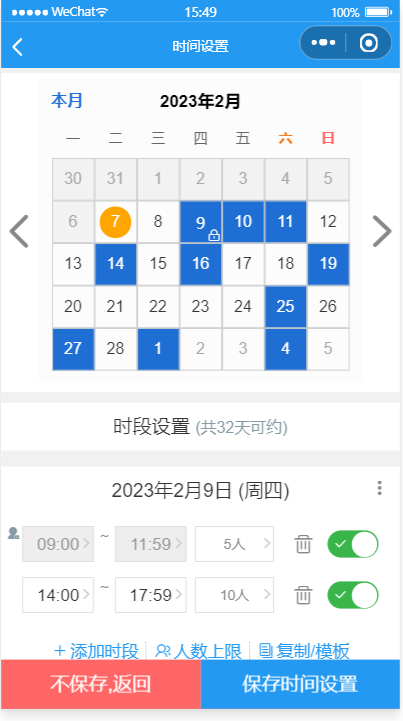 WeChat 15:49 100%
时间设置
本月 2023年2月
一 二 三 四 五 六 日
30 31 1 2 3 4 5
6 7 8 9 10 11 12
13 14 15 16 17 18 19
20 21 22 23 24 25 26
27 28 1 2 3 4 5
时段设置 (共32天可约)
2023年2月9日 (周四)
09:00 ~ 11:59 5人
14:00 ~ 17:59 10人
添加时段 人数上限 复制/模板
不保存,返回 保存时间设置